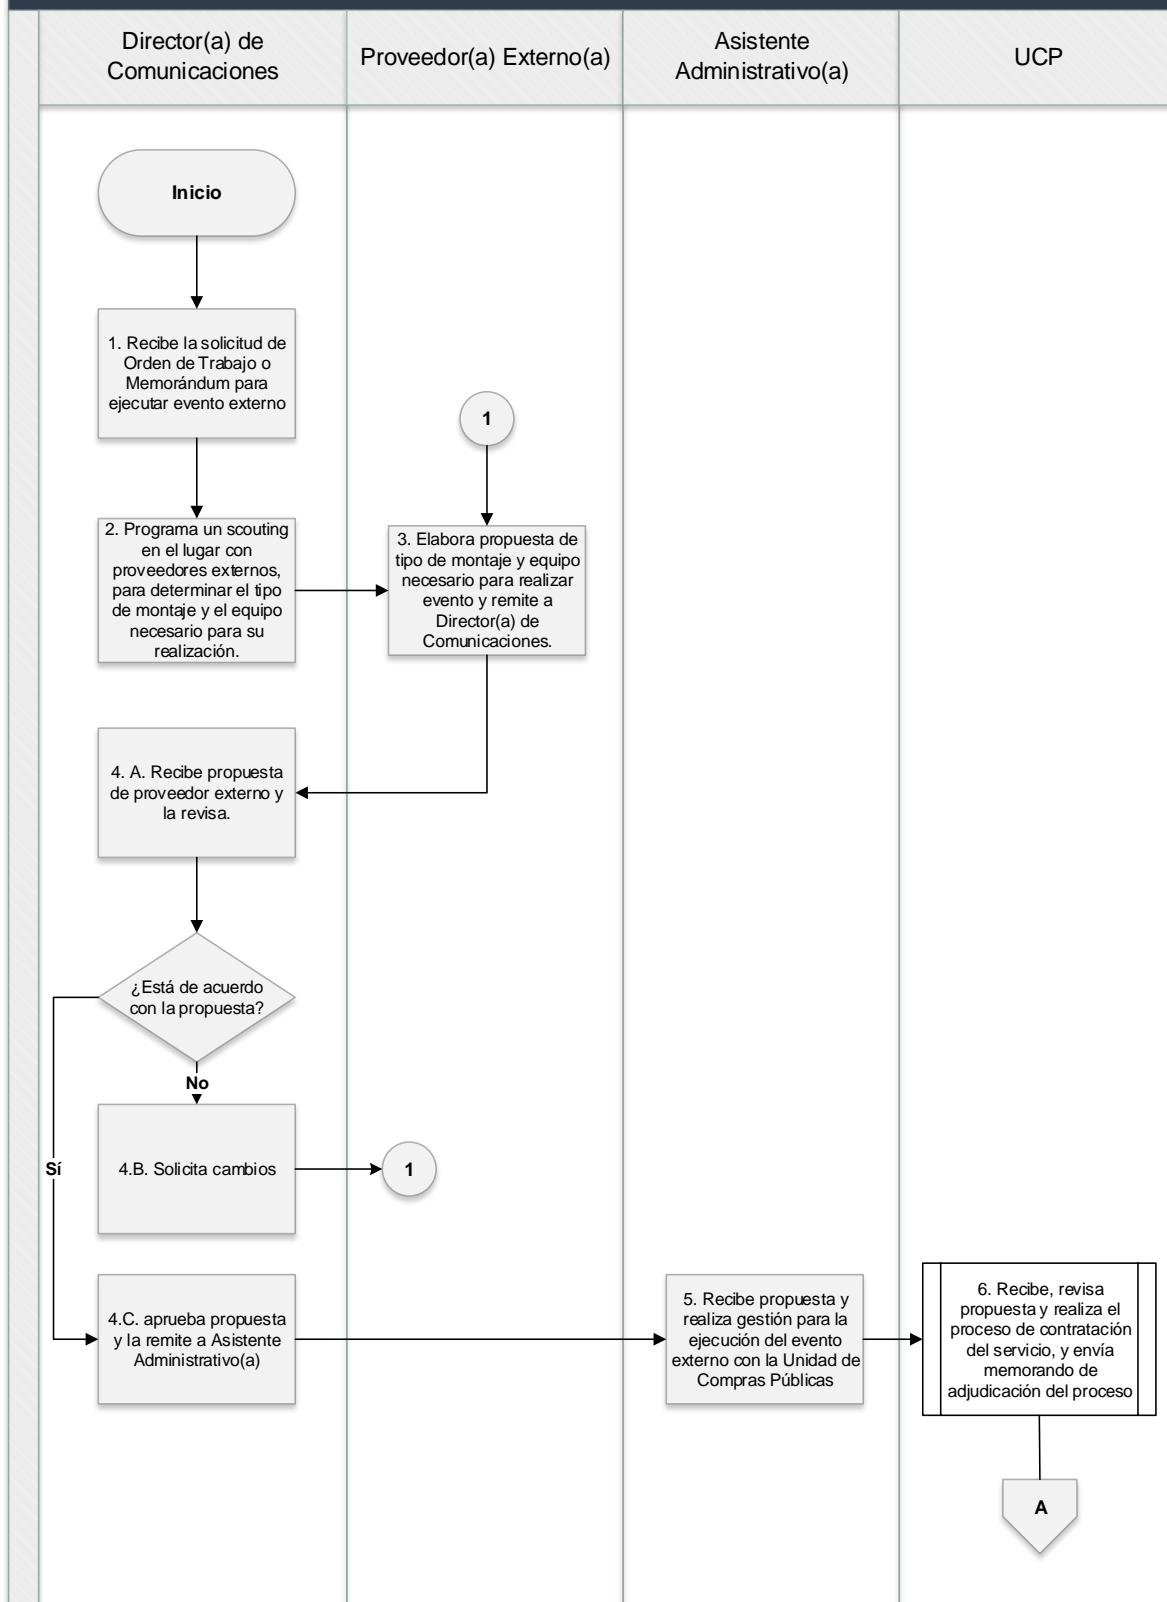 Director(a) de
Comunicaciones
Proveedor(a) Externo(a)
Asistente
Administrativo(a)
UCP
Inicio
1. Recibe la solicitud de
Orden de Trabajo o
Memorándum para
ejecutar evento externo
1
2. Programa un scouting
en el lugar con
proveedores externos,
para determinar el tipo
de montaje y el equipo
necesario para su
realización.
3. Elabora propuesta de
tipo de montaje y equipo
necesario para realizar
evento y remite a
Director(a) de
Comunicaciones.
4. A. Recibe propuesta
de proveedor externo y
la revisa.
¿Está de acuerdo
con la propuesta?
No
Sí
4.B. Solicita cambios
1
4.C. aprueba propuesta
y la remite a Asistente
Administrativo(a)
5. Recibe propuesta y
realiza gestión para la
ejecución del evento
externo con la Unidad de
Compras Públicas
6. Recibe, revisa
propuesta y realiza el
proceso de contratación
del servicio, y envía
memorando de
adjudicación del proceso
A